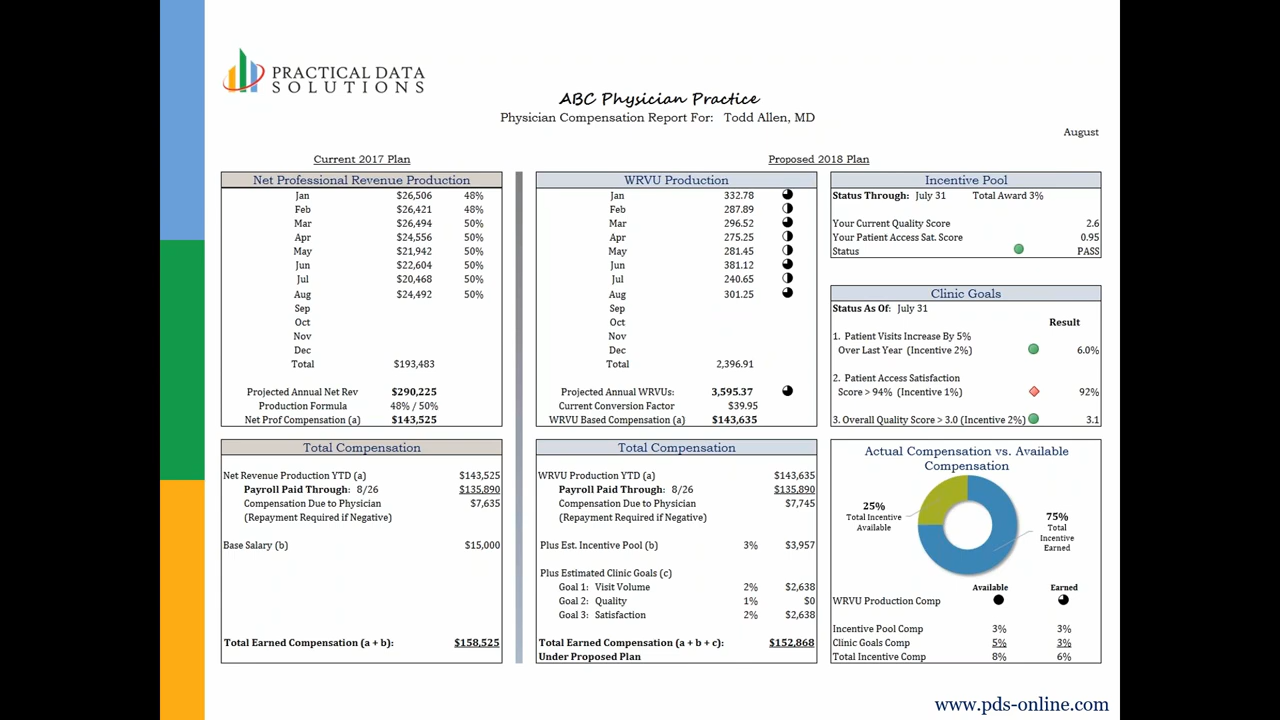 PRACTICAL DATA
SOLUTIONS
ABC Physician Practice
Physician Compensation Report For: Todd Allen, MD
August
Current 2017 Plan
Net Professional Revenue Production
Jan $26,506 48%
Feb $26,421 48%
Mar $26,494 50%
Apr $24,556 50%
May $21,942 50%
Jun $22,604 50%
Jul $20,468 50%
Aug $24,492 50%
Sep
Oct
Nov
Dec
Total $193,483
Projected Annual Net Rev $290,225
Production Formula 48% / 50%
Net Prof Compensation (a) $143,525
Total Compensation
Net Revenue Production YTD (a) $143,525
Payroll Paid Through: 8/26 $135,890
Compensation Due to Physician $7,635
(Repayment Required if Negative)
Base Salary (b) $15,000
Total Earned Compensation (a + b): $158,525
Proposed 2018 Plan
WRVU Production
Jan 332.78
Feb 287.89
Mar 296.52
Apr 275.25
May 281.45
Jun 381.12
Jul 240.65
Aug 301.25
Sep
Oct
Nov
Dec
Total 2,396.91
Projected Annual WRVUs: 3,595.37
Current Conversion Factor $39.95
WRVU Based Compensation (a) $143,635
Total Compensation
WRVU Production YTD (a) $143,635
Payroll Paid Through: 8/26 $135,890
Compensation Due to Physician $7,745
(Repayment Required if Negative)
Plus Est. Incentive Pool (b) 3% $3,957
Plus Estimated Clinic Goals (c)
Goal 1: Visit Volume 2% $2,638
Goal 2: Quality 1% $0
Goal 3: Satisfaction 2% $2,638
Total Earned Compensation (a + b + c): $152,868
Under Proposed Plan
Incentive Pool
Status Through: July 31 Total Award 3%
Your Current Quality Score 2.6
Your Patient Access Sat. Score 0.95
Status PASS
Clinic Goals
Status As Of: July 31
Result
1. Patient Visits Increase By 5%
Over Last Year (Incentive 2%) 6.0%
2. Patient Access Satisfaction
Score > 94% (Incentive 1%) 92%
3. Overall Quality Score > 3.0 (Incentive 2%) 3.1
Actual Compensation vs. Available
Compensation
25%
Total Incentive
Available
75%
Total
Incentive
Earned
Available Earned
WRVU Production Comp
Incentive Pool Comp 3% 3%
Clinic Goals Comp 5% 3%
Total Incentive Comp 8% 6%
www.pds-online.com